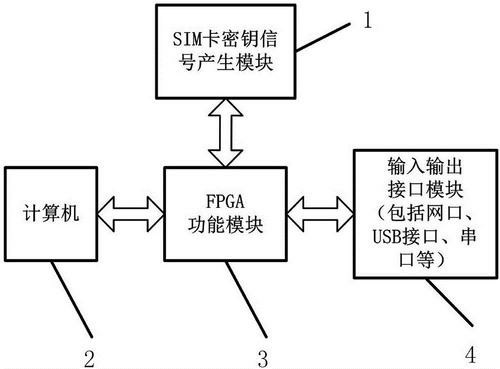 SIM卡密钥信
号产生模块
1
计算机
FPGA
功能模块
输入输出
接口模块
（包括网口、
USB接口、串
口等）
2
3
4